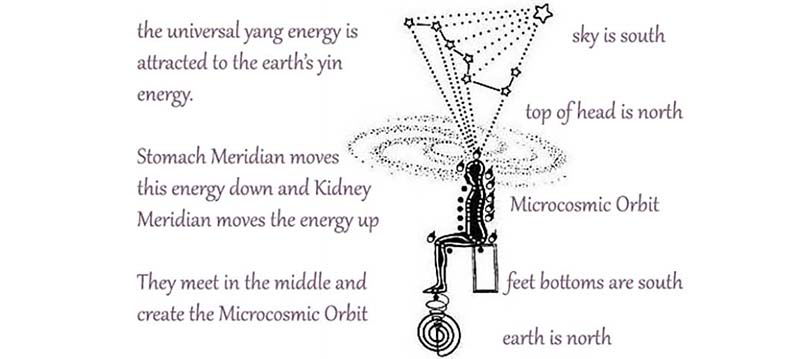 the universal yang energy is
attracted to the earth's yin
energy.
Stomach Meridian moves
this energy down and Kidney
Meridian moves the energy up
They meet in the middle and
create the Microcosmic Orbit
sky is south
top of head is north
Microcosmic Orbit
feet bottoms are south
earth is north